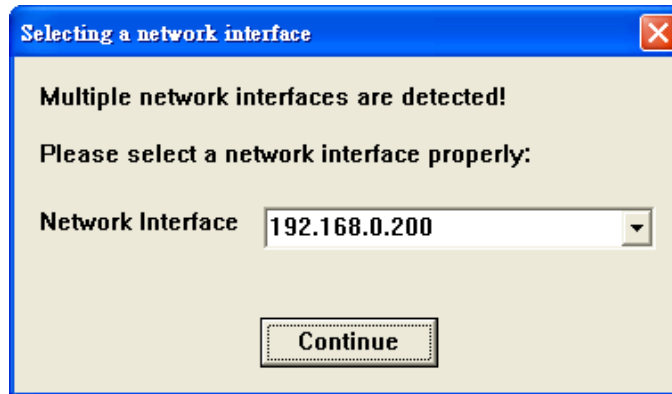 Selecting a network interface
Multiple network interfaces are detected!
Please select a network interface properly:
Network Interface 192.168.0.200
Continue